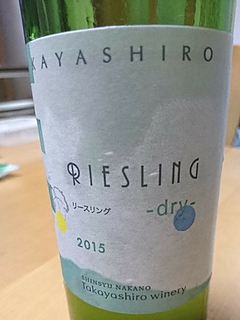 KAYASHIRO
RIESLING
リースリング
-dry-
2015
SHINSYU NAKANO
Takayashiro winery